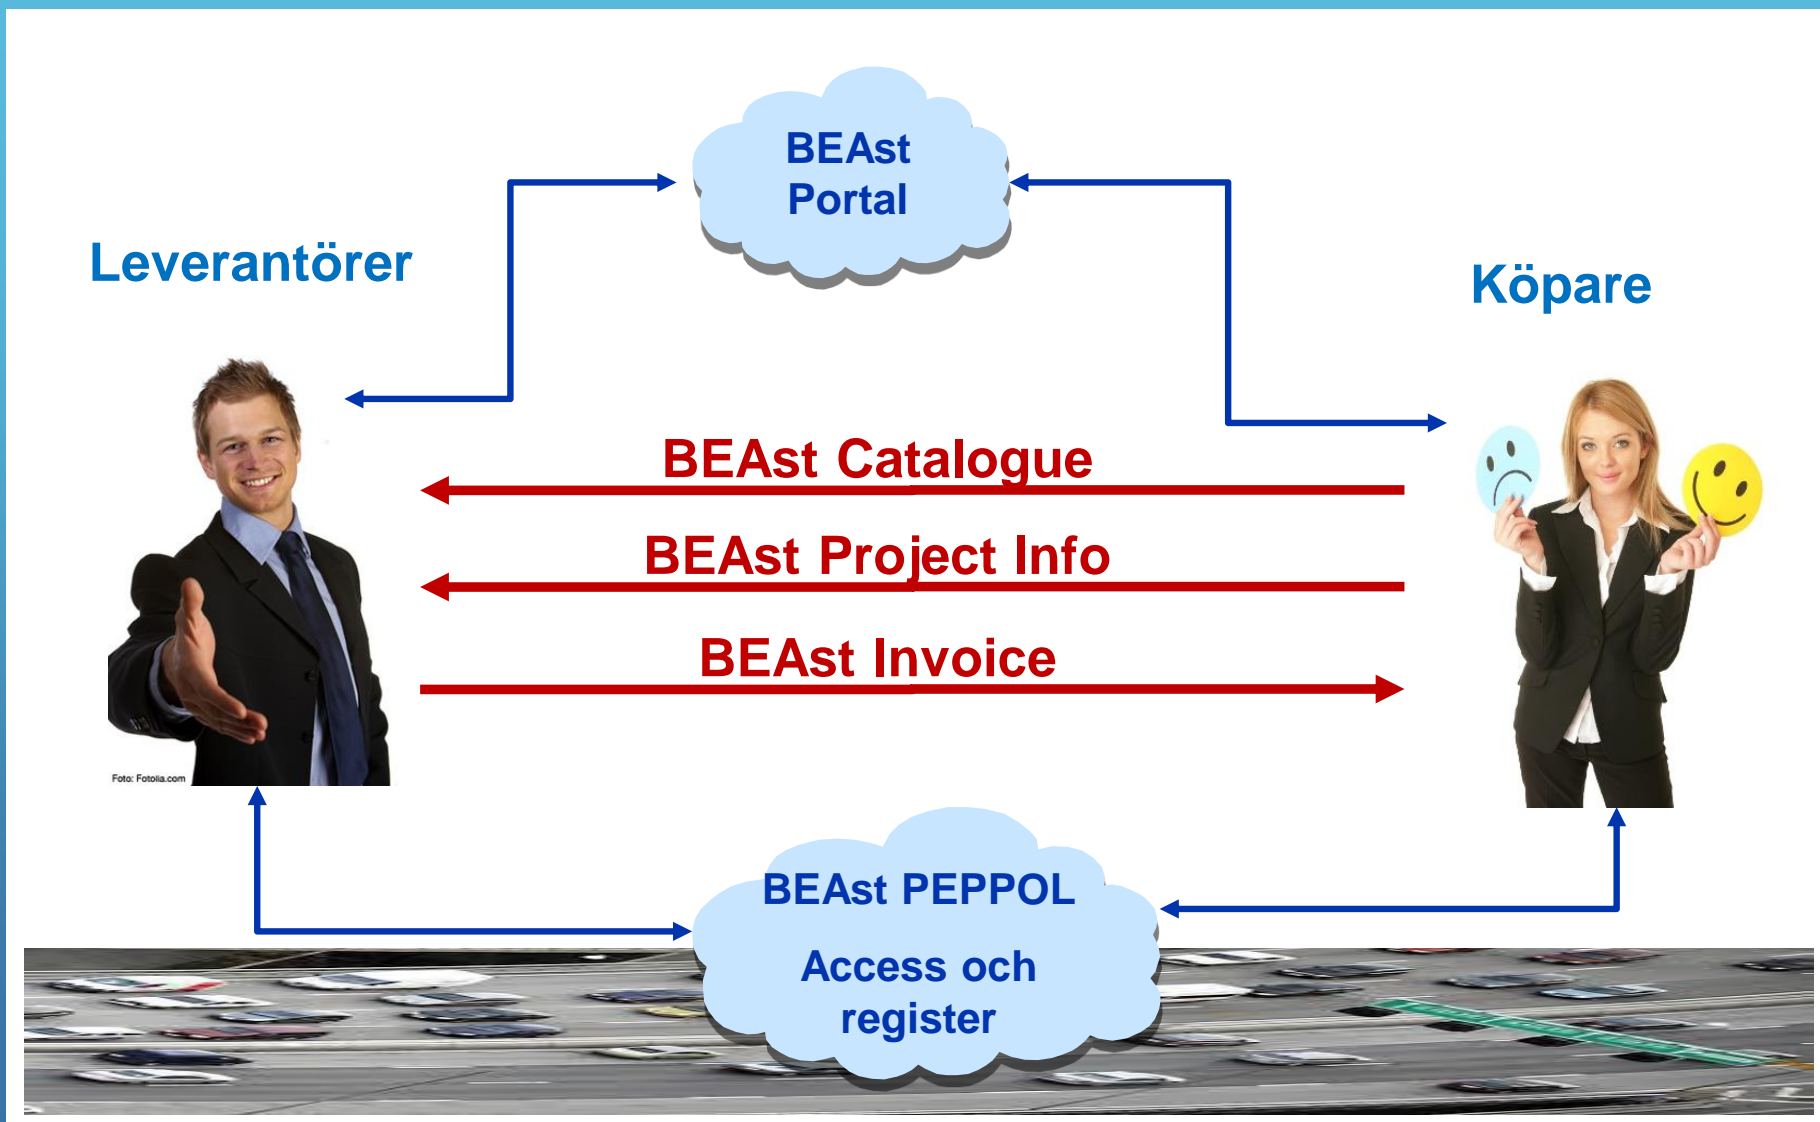 BEAst
Portal
Leverantörer
Köpare
BEAst Catalogue
BEAst Project Info
BEAst Invoice
Foto: Fotolia.com
BEAst PEPPOL
Access och
register